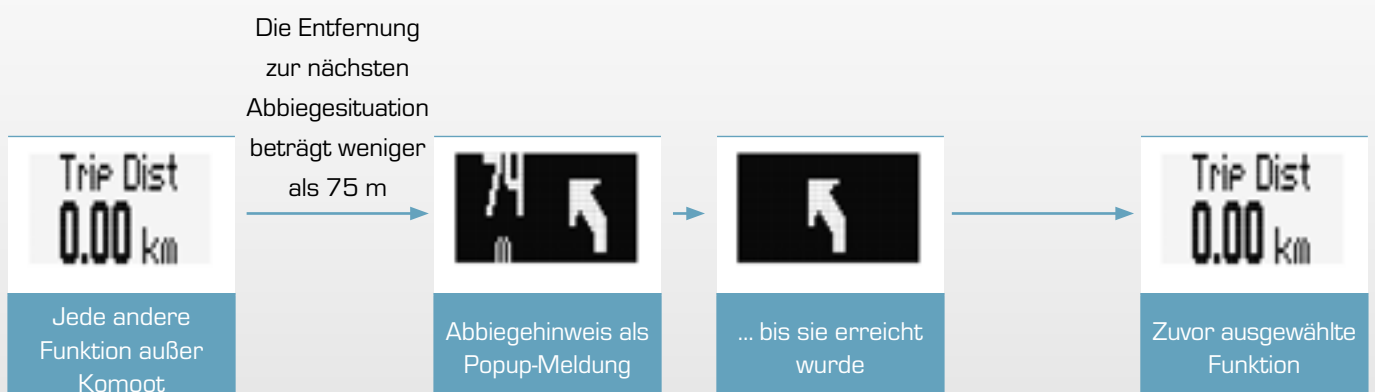 Die Entfernung
zur nächsten
Abbiegesituation
beträgt weniger
als 75 m
Trip Dist
0.00 km
Jede andere
Funktion außer
Komoot
74
m
Abbiegehinweis als
Popup-Meldung
... bis sie erreicht
wurde
Trip Dist
0.00 km
Zuvor ausgewählte
Funktion